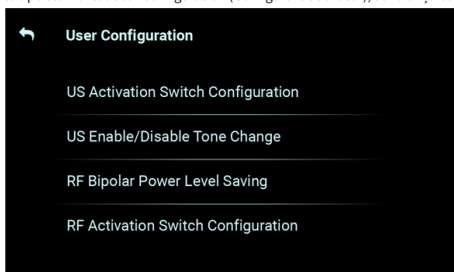 User Configuration
US Activation Switch Configuration
US Enable/Disable Tone Change
RF Bipolar Power Level Saving
RF Activation Switch Configuration